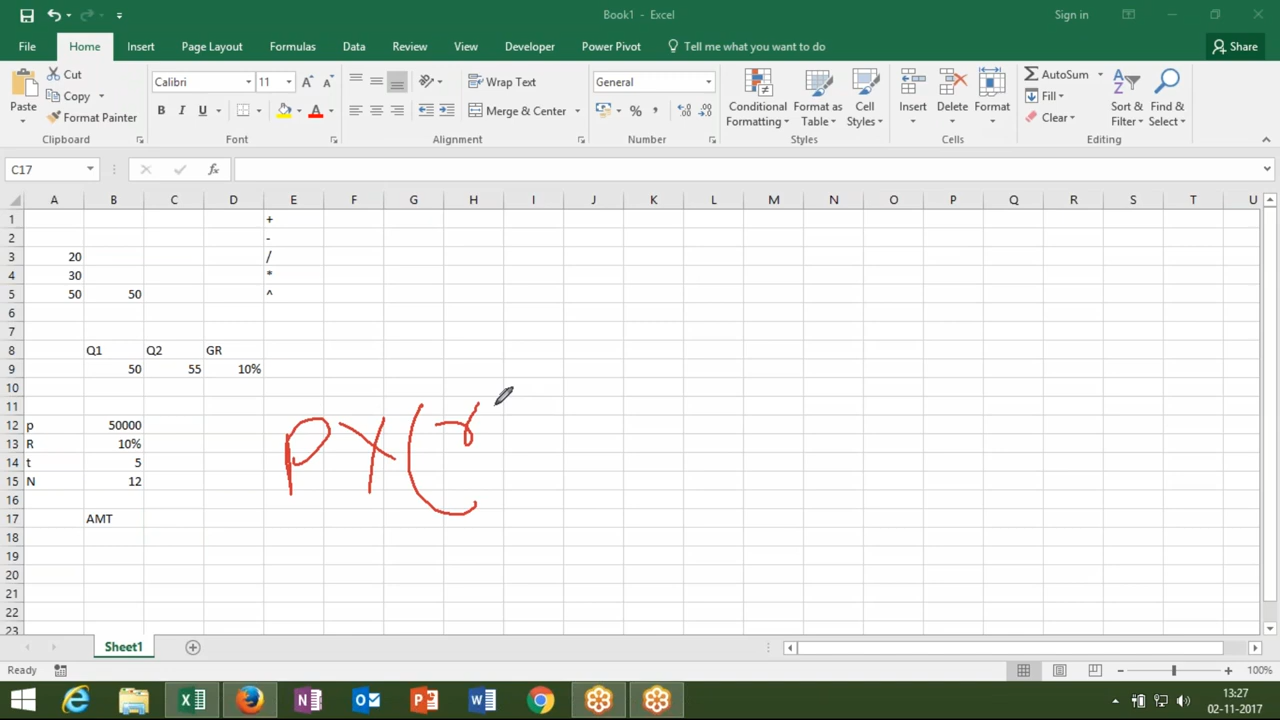 Book1 - Excel
Sign in
File Home Insert Page Layout Formulas Data Review View Developer Power Pivot Tell me what you want to do Share
Paste
Cut
Copy
Format Painter
Clipboard
Calibri 11
B I U
Font
Wrap Text
Merge & Center
Alignment
General
% ,
Number
Conditional Formatting
Format as Table
Cell Styles
Styles
Insert
Delete
Format
Cells
AutoSum
Fill
Clear
Sort & Filter
Find & Select
Editing
C17 fx
A B C D E F G H I J K L M N O P Q R S T U
1 +
2 -
3 20 /
4 30 *
5 50 50 ^
6
7
8 Q1 Q2 GR
9 50 55 10%
10
11
12 p 50000
13 R 10%
14 t 5
15 N 12
16
17 AMT
18
19
20
21
22
23
PX(r
Sheet1
Ready 100%
13:27
02-11-2017